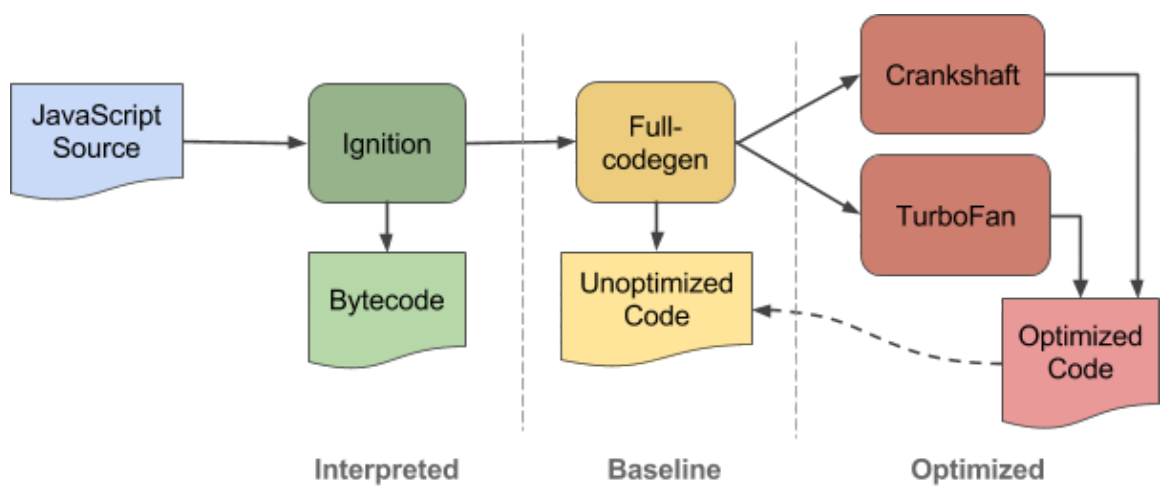 JavaScript
Source
Ignition
Full-
codegen
Crankshaft
TurboFan
Bytecode
Unoptimized
Code
Optimized
Code
Interpreted
Baseline
Optimized